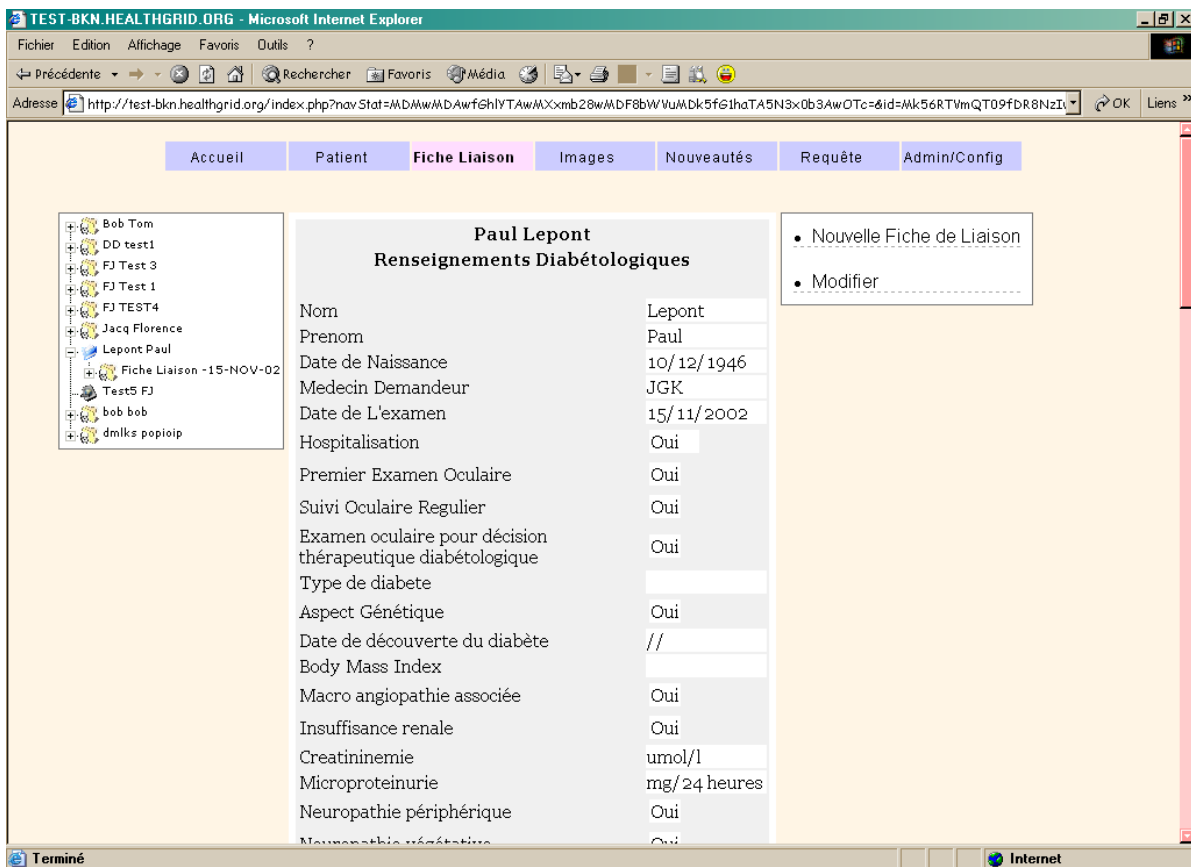 TEST-BKN.HEALTHGRID.ORG - Microsoft Internet Explorer
Fichier Edition Affichage Favoris Outils ?
Précédente Rechercher Favoris Média
Adresse http://test-bkn.healthgrid.org/index.php? OK Liens »
Accueil Patient Fiche Liaison Images Nouveautés Requête Admin/Config
Bob Tom
DD test1
FJ Test 3
FJ Test 1
FJ TEST4
Jacq Florence
Lepont Paul
Fiche Liaison -15-NOV-02
Test5 FJ
bob bob
dmlks popioip
Paul Lepont
Renseignements Diabétologiques
Nom Lepont
Prenom Paul
Date de Naissance 10/12/1946
Medecin Demandeur JGK
Date de L'examen 15/11/2002
Hospitalisation Oui
Premier Examen Oculaire Oui
Suivi Oculaire Regulier Oui
Examen oculaire pour décision
thérapeutique diabétologique Oui
Type de diabete
Aspect Génétique Oui
Date de découverte du diabète //
Body Mass Index
Macro angiopathie associée Oui
Insuffisance renale Oui
Creatininemie umol/l
Microproteinurie mg/24 heures
Neuropathie périphérique Oui
Neuropathie végétative Oui
• Nouvelle Fiche de Liaison
• Modifier
Terminé Internet